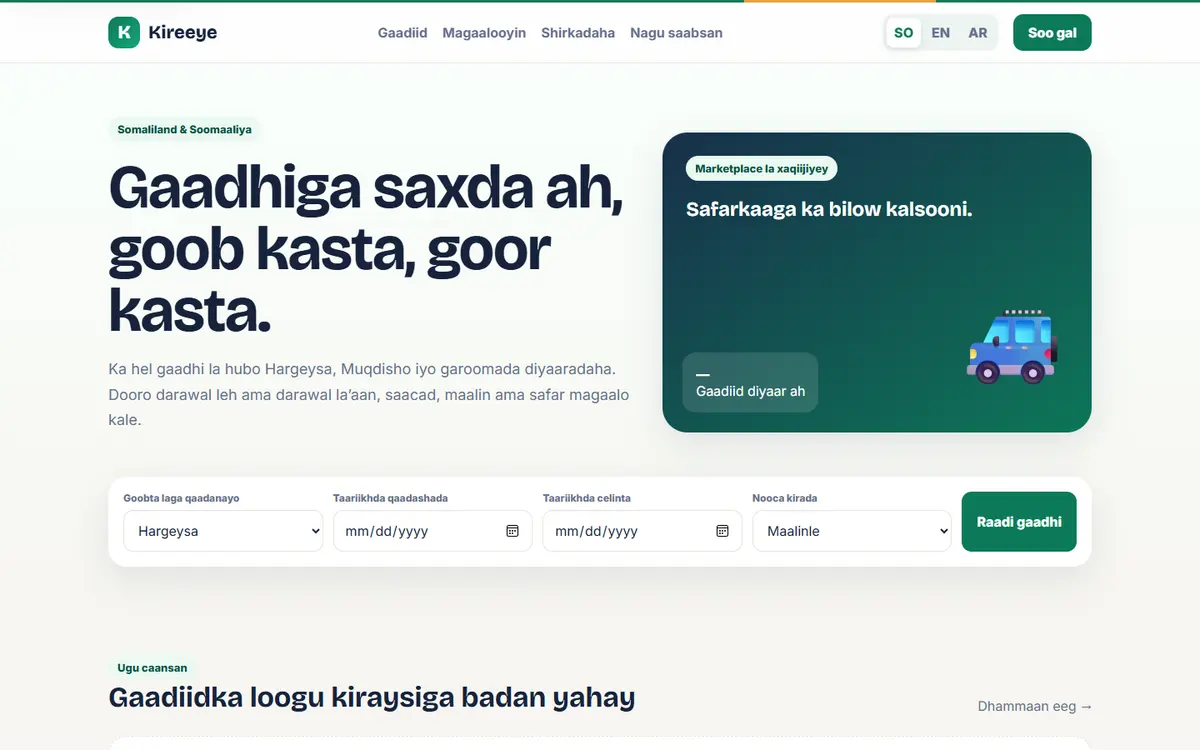 K Kireeye
Gaadiid Magaalooyin Shirkadaha Nagu saabsan
SO EN AR
Soo gal
Somaliland & Soomaaliya
Gaadhiga saxda ah,
goob kasta, goor
kasta.
Ka hel gaadhi la hubo Hargeysa, Muqdisho iyo garoomada diyaaradaha.
Dooro darawal leh ama darawal la’aan, saacad, maalin ama safar magaalo
kale.
Marketplace la xaqiijiyey
Safarkaaga ka bilow kalsooni.
—
Gaadiid diyaar ah
Goobta laga qaadanayo
Hargeysa
Taariikhda qaadashada
mm/dd/yyyy
Taariikhda celinta
mm/dd/yyyy
Nooca kirada
Maalinle
Raadi gaadhi
Ugu caansan
Gaadiidka loogu kiraysiga badan yahay
Dhammaan eeg →